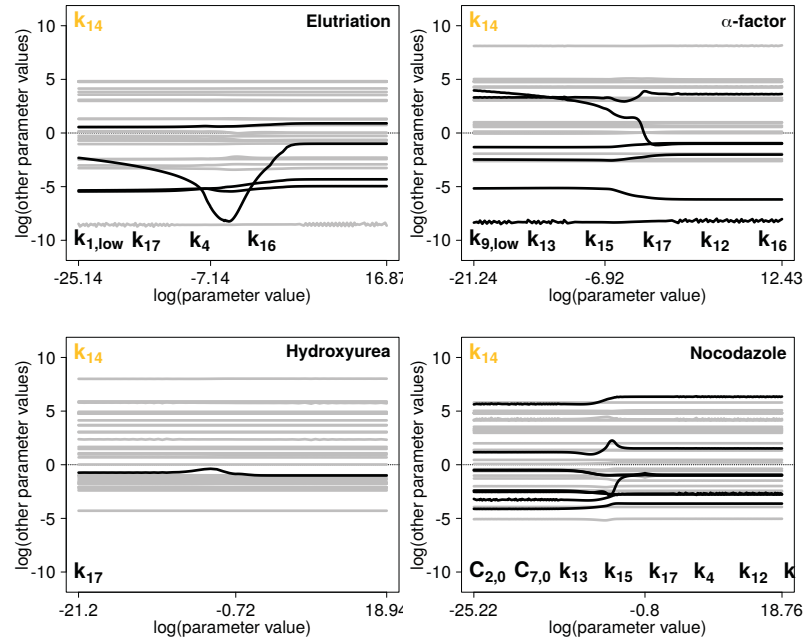 k14 Elutriation
10
5
0
-5
-10
log(other parameter values)
k1,low k17 k4 k16
-25.14 -7.14 16.87
log(parameter value)
k14 α-factor
10
5
0
-5
-10
log(other parameter values)
k9,low k13 k15 k17 k12 k16
-21.24 -6.92 12.43
log(parameter value)
k14 Hydroxyurea
10
5
0
-5
-10
log(other parameter values)
k17
-21.2 -0.72 18.94
log(parameter value)
k14 Nocodazole
10
5
0
-5
-10
log(other parameter values)
C2,0 C7,0 k13 k15 k17 k4 k12 k
-25.22 -0.8 18.76
log(parameter value)